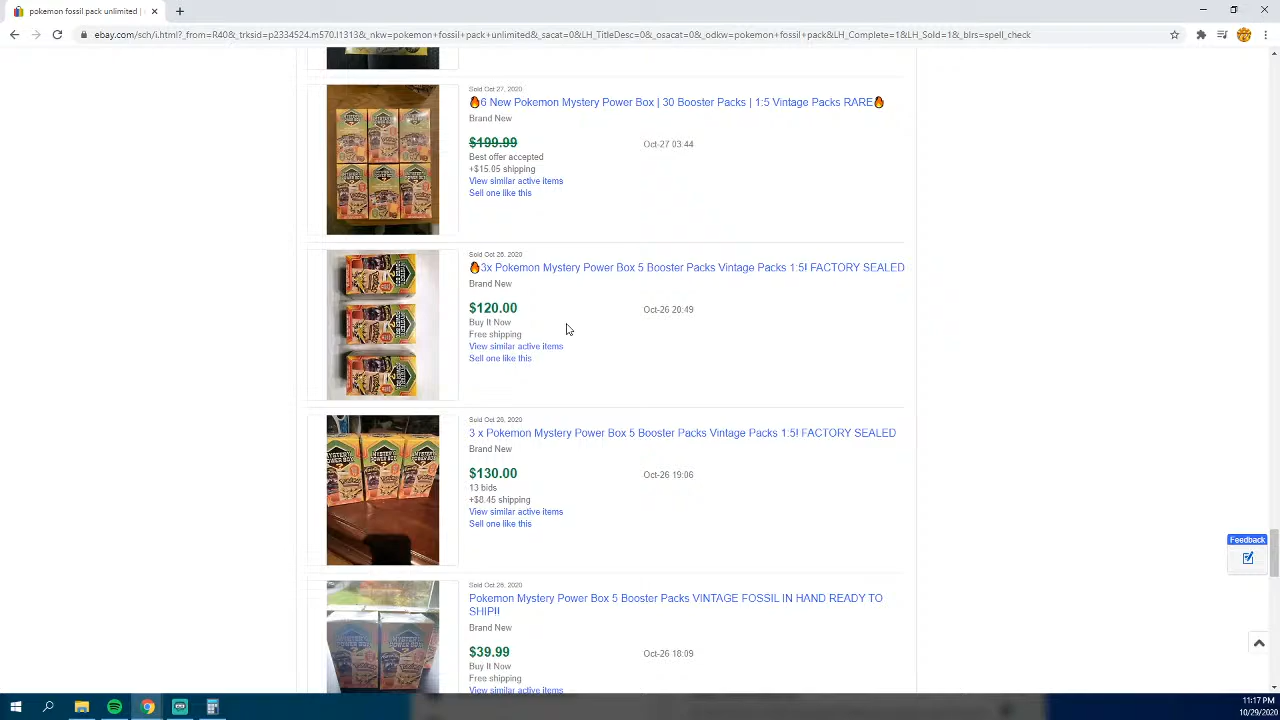 pokemon fossil pack unlimited |
ebay.com/sch/i.html?_from=R40&_trksid=p2334524.m570.l1313&_nkw=pokemon+fossil+pack+unlimited&_sacat=0&LH_TitleDesc=0&_osacat=0&_odkw=pokemon+fossil+pack&LH_Complete=1&LH_Sold=1&_blrs=spell_check
Sold Oct 27, 2020
🔥6 New Pokemon Mystery Power Box | 30 Booster Packs | 1:5 Vintage Packs RARE🔥
Brand New
$199.99 Oct-27 03:44
Best offer accepted
+$15.05 shipping
View similar active items
Sell one like this
Sold Oct 26, 2020
🔥3x Pokemon Mystery Power Box 5 Booster Packs Vintage Packs 1:5! FACTORY SEALED
Brand New
$120.00 Oct-26 20:49
Buy It Now
Free shipping
View similar active items
Sell one like this
Sold Oct 26, 2020
3 x Pokemon Mystery Power Box 5 Booster Packs Vintage Packs 1:5! FACTORY SEALED
Brand New
$130.00 Oct-26 19:06
13 bids
+$8.45 shipping
View similar active items
Sell one like this
Feedback
Sold Oct 26, 2020
Pokemon Mystery Power Box 5 Booster Packs VINTAGE FOSSIL IN HAND READY TO
SHIP!!
Brand New
$39.99 Oct-26 18:09
Buy It Now
Free shipping
View similar active items
11:17 PM
10/29/2020